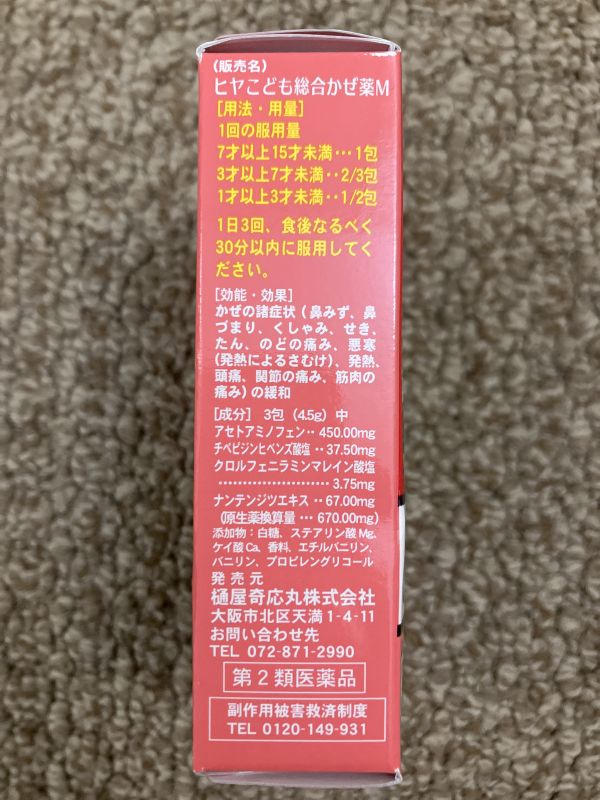 (販売名)
ヒヤこども総合かぜ薬M
[用法・用量]
1回の服用量
7才以上15才未満‥‥1包
3才以上7才未満‥2/3包
1才以上3才未満‥1/2包
1日3回、食後なるべく
30分以内に服用してく
ださい。
[効能・効果]
かぜの諸症状(鼻みず、鼻
づまり、くしゃみ、せき、
たん、のどの痛み、悪寒
(発熱によるさむけ)、発熱、
頭痛、関節の痛み、筋肉の
痛み)の緩和
[成分] 3包(4.5g)中
アセトアミノフェン‥450.00mg
チペピジンヒベンズ酸塩‥37.50mg
クロルフェニラミンマレイン酸塩
‥‥‥‥‥‥‥‥‥‥‥3.75mg
ナンテンジツエキス‥67.00mg
(原生薬換算量…670.00mg)
添加物:白糖、ステアリン酸Mg、
ケイ酸Ca、香料、エチルバニリン、
バニリン、プロピレングリコール
発売元
樋屋奇応丸株式会社
大阪市北区天満1-4-11
お問い合わせ先
TEL 072-871-2990
第2類医薬品
副作用被害救済制度
TEL 0120-149-931